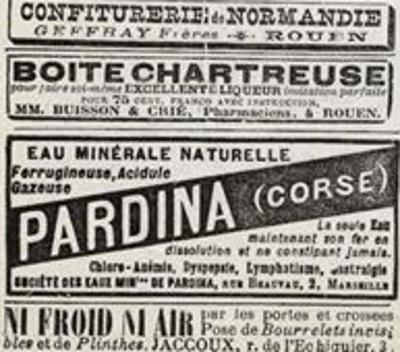 CONFITURERIE de NORMANDIE
GEFFRAY Frères - ROUEN
BOITE CHARTREUSE
pour faire soi-même EXCELLENTE LIQUEUR imitation parfaite
POUR 75 CENT. FRANCO AVEC INSTRUCTION,
MM. BUISSON & CRIÉ, Pharmaciens, à ROUEN.
EAU MINÉRALE NATURELLE
Ferrugineuse, Acidule
Gazeuse
PARDINA (CORSE)
La seule Eau
maintenant son fer en
dissolution et ne constipant jamais.
Chloro-Anémie, Dyspepsie, Lymphatisme, Gastralgie
SOCIÉTÉ DES EAUX MINles DE PARDINA, RUE BEAUVAU, 2, MARSEILLE
NI FROID NI AIR par les portes et croisées
Pose de Bourrelets incisi
bles et de Plinthes. JACCOUX, r. de l'Echiquier, 3.